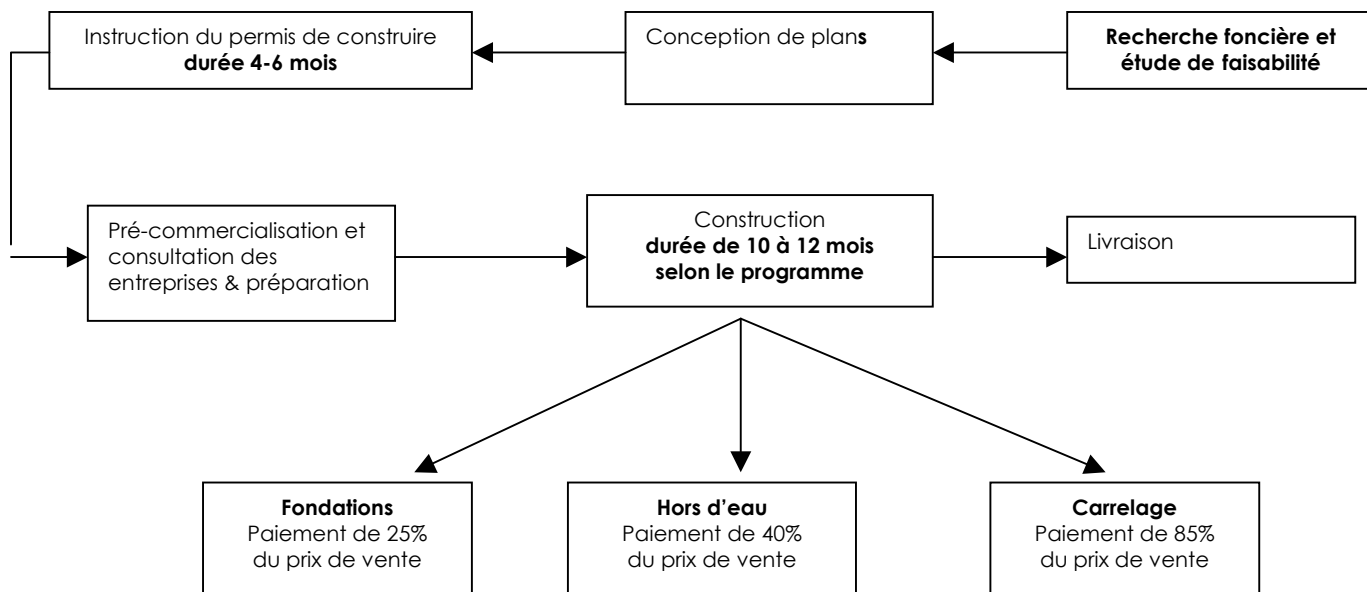 Instruction du permis de construire
durée 4-6 mois
Conception de plans
Recherche foncière et
étude de faisabilité
Pré-commercialisation et
consultation des
entreprises & préparation
Construction
durée de 10 à 12 mois
selon le programme
Livraison
Fondations
Paiement de 25%
du prix de vente
Hors d’eau
Paiement de 40%
du prix de vente
Carrelage
Paiement de 85%
du prix de vente